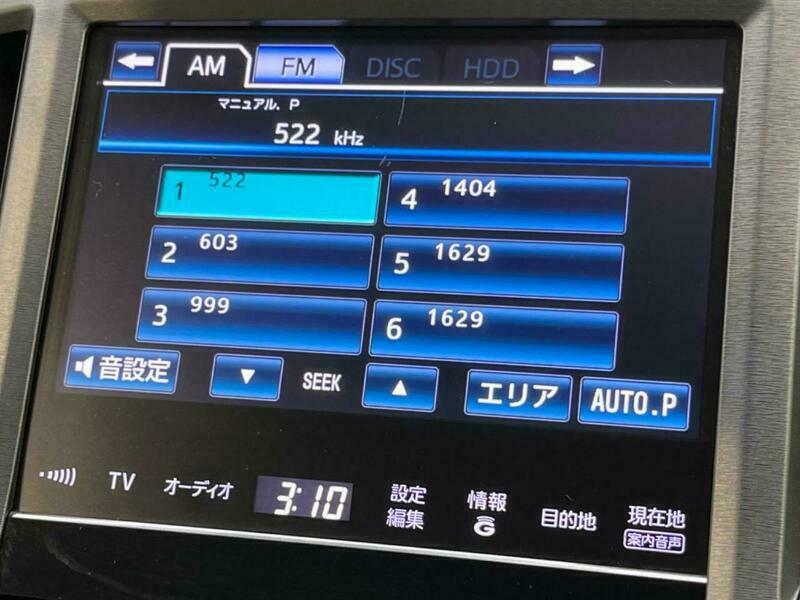 AM FM DISC HDD
マニュアル. P
522 kHz
1 522
4 1404
2 603
5 1629
3 999
6 1629
音設定 ▼ SEEK ▲ エリア AUTO.P
TV オーディオ 3:10 設定編集 情報G 目的地 現在地
案内音声